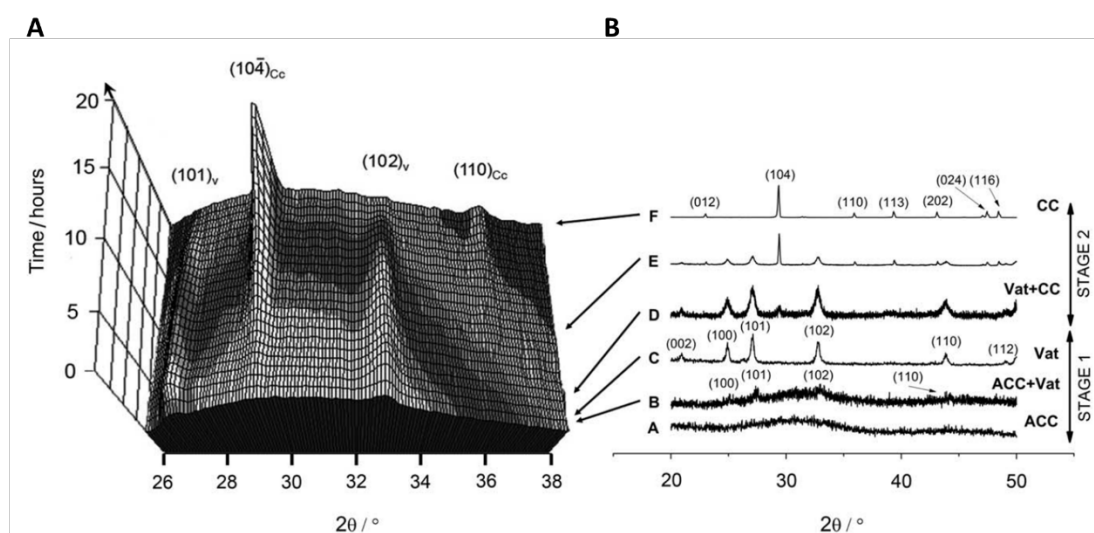 A
B
(101)v
(104̄)Cc
(102)v
(110)Cc
Time/hours
20
15
10
5
0
26
28
30
32
34
36
38
2θ / °
F
(012)
(104)
(110)
(113)
(202)
(024)
(116)
CC
E
D
Vat+CC
STAGE 2
C
(002)
(100)
(101)
(102)
(110)
(112)
Vat
B
(100)
(101)
(102)
(110)
ACC+Vat
A
ACC
STAGE 1
20
30
40
50
2θ / °